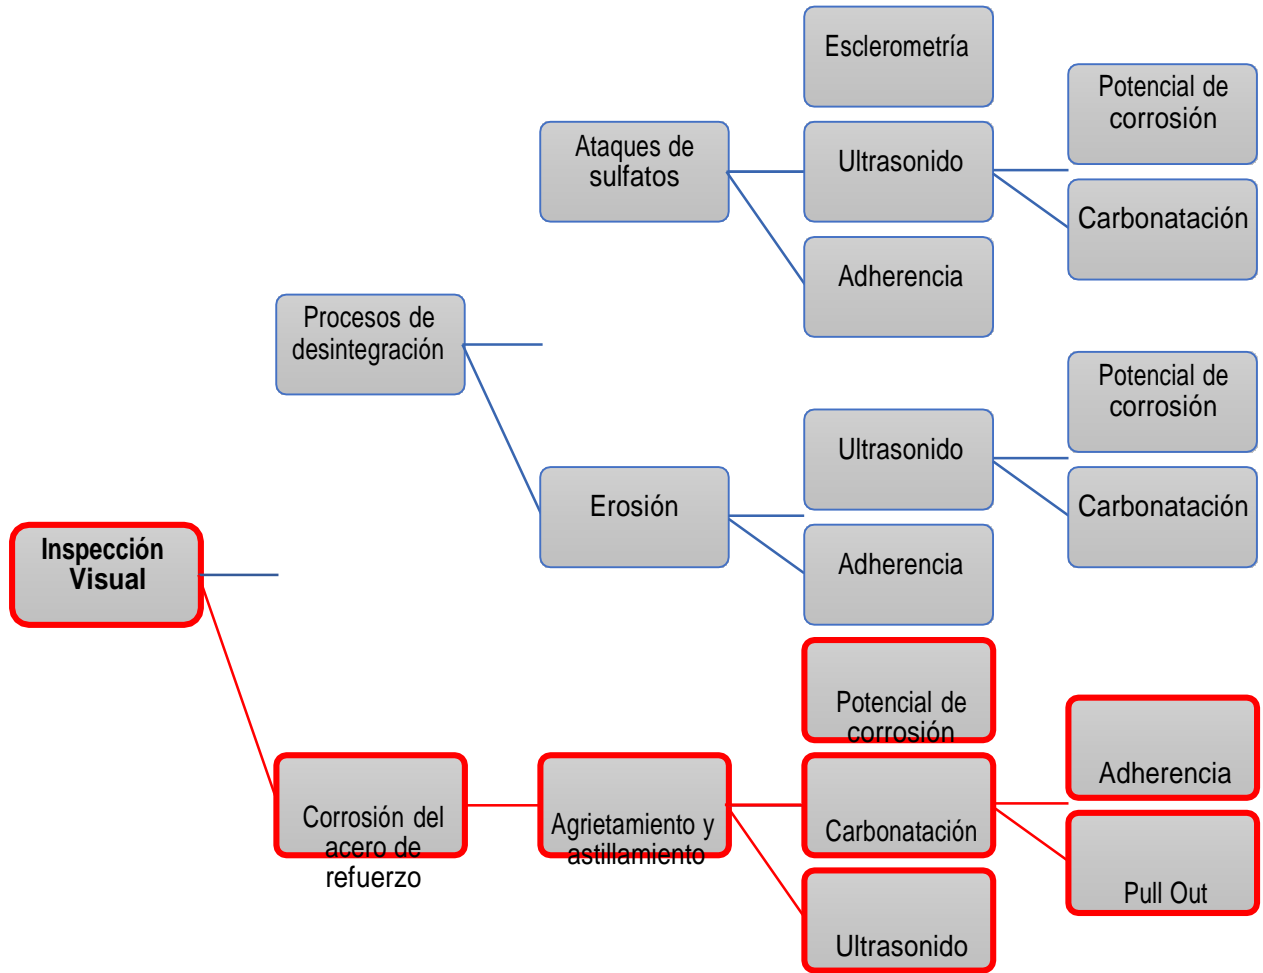 Esclerometría
Potencial de
corrosión
Ataques de
sulfatos
Ultrasonido
Carbonatación
Adherencia
Procesos de
desintegración
Potencial de
corrosión
Ultrasonido
Carbonatación
Erosión
Adherencia
Inspección
Visual
Potencial de
corrosión
Adherencia
Corrosión del
acero de
refuerzo
Agrietamiento y
astillamiento
Carbonatación
Pull Out
Ultrasonido